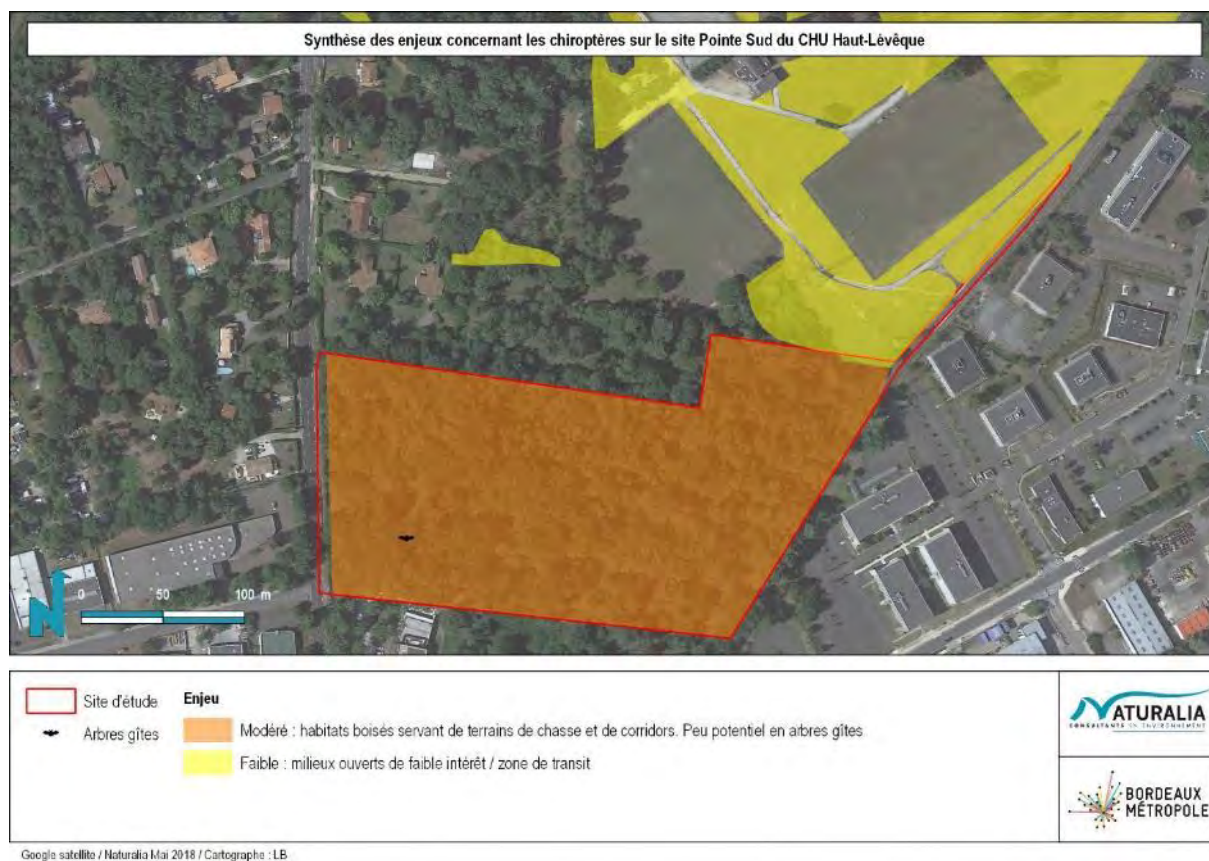 Synthèse des enjeux concernant les chiroptères sur le site Pointe Sud du CHU Haut-Lévêque
N
0 50 100 m
Site d'étude
Arbres gîtes
Enjeu
Modéré : habitats boisés servant de terrains de chasse et de corridors. Peu potentiel en arbres gîtes.
Faible : milieux ouverts de faible intérêt / zone de transit
NATURALIA
CONSULTANTS EN ENVIRONNEMENT
BORDEAUX
MÉTROPOLE
Google satellite / Naturalia Mai 2018 / Cartographe : LB